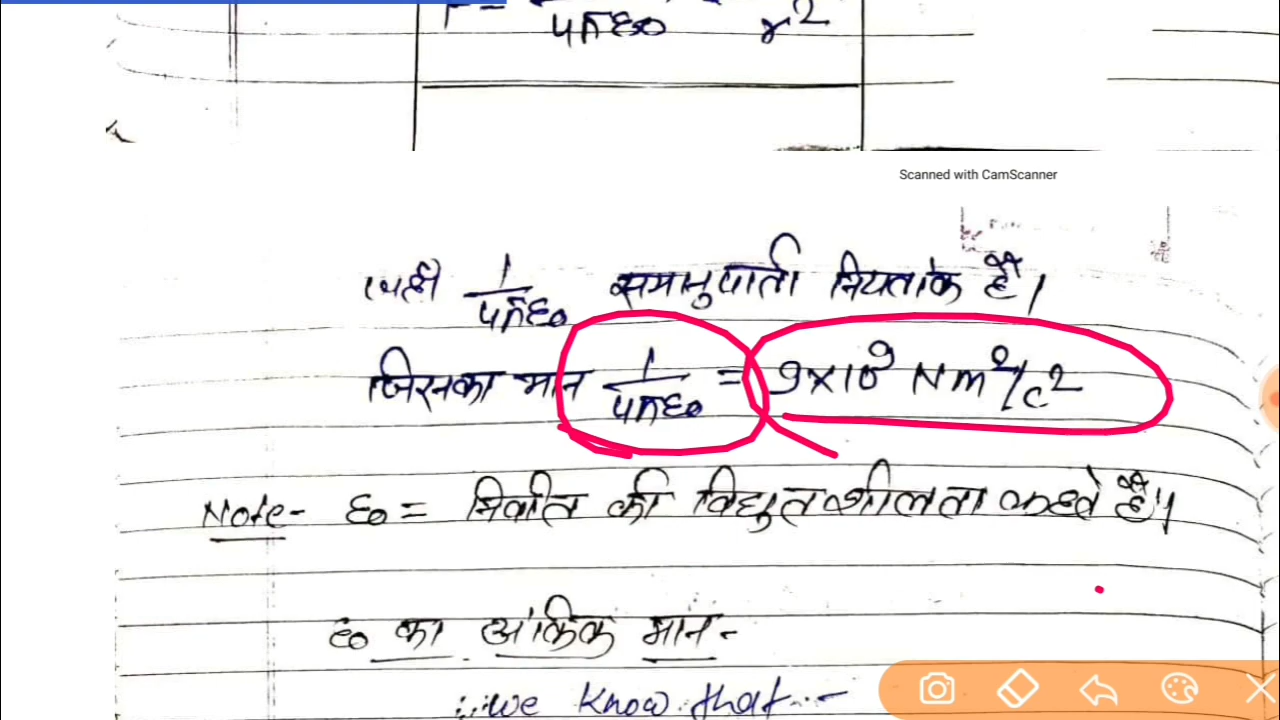 4πε₀ r²
Scanned with CamScanner
यहाँ 1/4πε₀ समानुपाती नियतांक हैं।
जिसका मान 1/4πε₀ = 9×10⁹ Nm²/c²
Note- ε₀ = निर्वात की विद्युतशीलता कहते हैं।
ε₀ का आंकिक मान-
∵ we know that :-